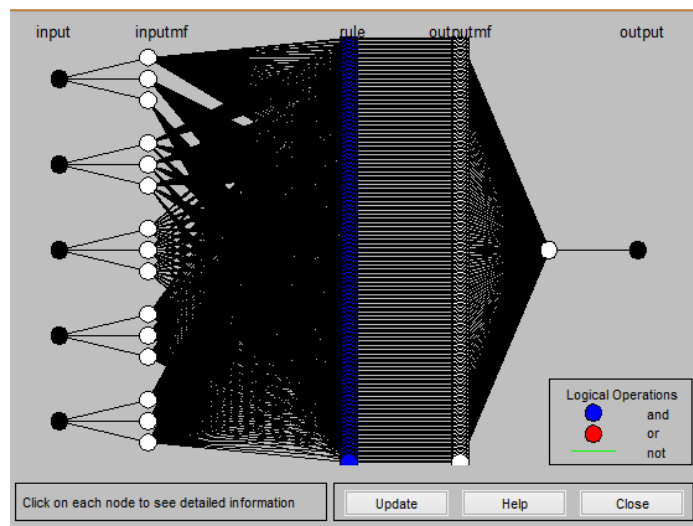 input inputmf rule outputmf output
Logical Operations
and
or
not
Click on each node to see detailed information
Update Help Close